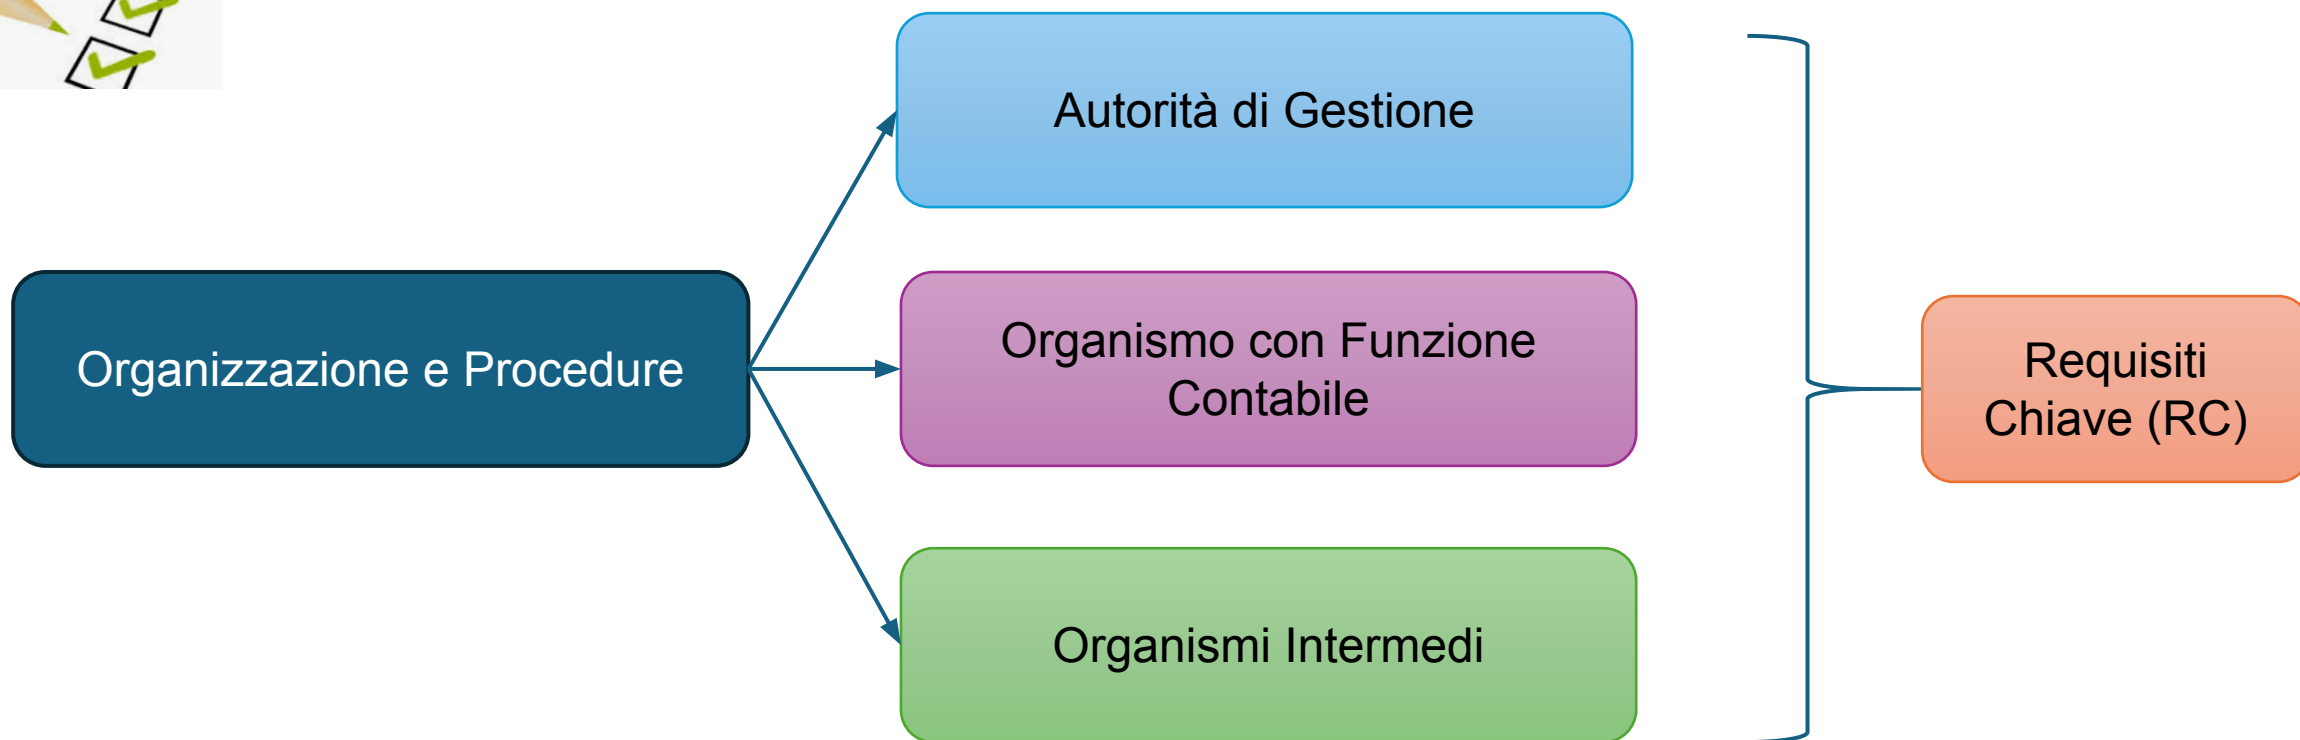 Autorità di Gestione
Organizzazione e Procedure
Organismo con Funzione
Contabile
Organismi Intermedi
Requisiti
Chiave (RC)